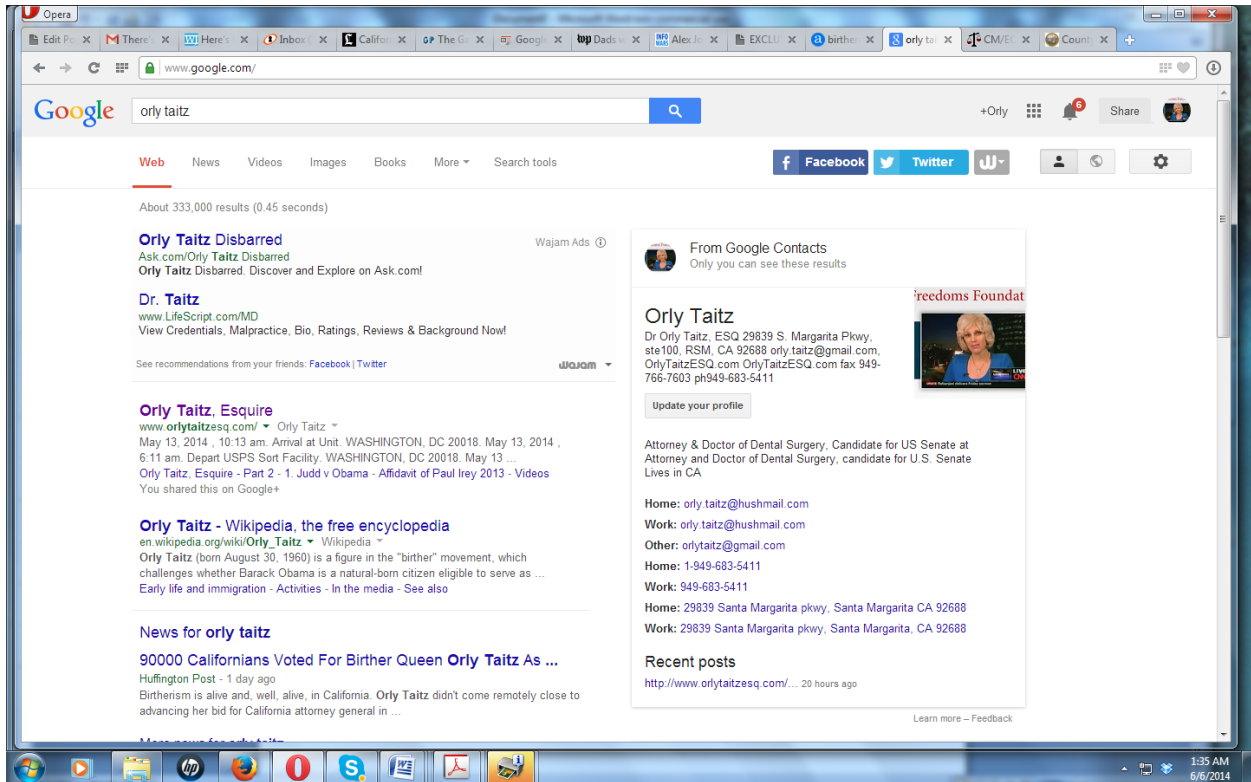 Opera
Edit Po
There'
Here's
Inbox
Califor
The G
Googl
Dads w
Alex Jo
EXCLU
birther
orly tai
CM/EC
County
www.google.com/
Google
orly taitz
+Orly
6
Share
Web News Videos Images Books More Search tools
Facebook
Twitter
About 333,000 results (0.45 seconds)
Orly Taitz Disbarred
Wajam Ads
Ask.com/Orly Taitz Disbarred
Orly Taitz Disbarred. Discover and Explore on Ask.com!
Dr. Taitz
www.LifeScript.com/MD
View Credentials, Malpractice, Bio, Ratings, Reviews & Background Now!
See recommendations from your friends: Facebook | Twitter
wajam
Orly Taitz, Esquire
www.orlytaitzesq.com/ Orly Taitz
May 13, 2014 , 10:13 am. Arrival at Unit. WASHINGTON, DC 20018. May 13, 2014 ,
6:11 am. Depart USPS Sort Facility. WASHINGTON, DC 20018. May 13 ...
Orly Taitz, Esquire - Part 2 - 1. Judd v Obama - Affidavit of Paul Irey 2013 - Videos
You shared this on Google+
Orly Taitz - Wikipedia, the free encyclopedia
en.wikipedia.org/wiki/Orly_Taitz Wikipedia
Orly Taitz (born August 30, 1960) is a figure in the "birther" movement, which
challenges whether Barack Obama is a natural-born citizen eligible to serve as ...
Early life and immigration - Activities - In the media - See also
News for orly taitz
90000 Californians Voted For Birther Queen Orly Taitz As ...
Huffington Post - 1 day ago
Birtherism is alive and, well, alive, in California. Orly Taitz didn't come remotely close to
advancing her bid for California attorney general in ...
More news for orly taitz
From Google Contacts
Only you can see these results
reedoms Foundat
Orly Taitz
Dr Orly Taitz, ESQ 29839 S. Margarita Pkwy,
ste100, RSM, CA 92688 orly.taitz@gmail.com,
OrlyTaitzESQ.com OrlyTaitzESQ.com fax 949-
766-7603 ph949-683-5411
LIVE
CNN
Update your profile
Attorney & Doctor of Dental Surgery, Candidate for US Senate at
Attorney and Doctor of Dental Surgery, candidate for U.S. Senate
Lives in CA
Home: orly.taitz@hushmail.com
Work: orly.taitz@hushmail.com
Other: orlytaitz@gmail.com
Home: 1-949-683-5411
Work: 949-683-5411
Home: 29839 Santa Margarita pkwy, Santa Margarita CA 92688
Work: 29839 Santa Margarita pkwy, Santa Margarita, CA 92688
Recent posts
http://www.orlytaitzesq.com/... 20 hours ago
Learn more – Feedback
1:35 AM
6/6/2014